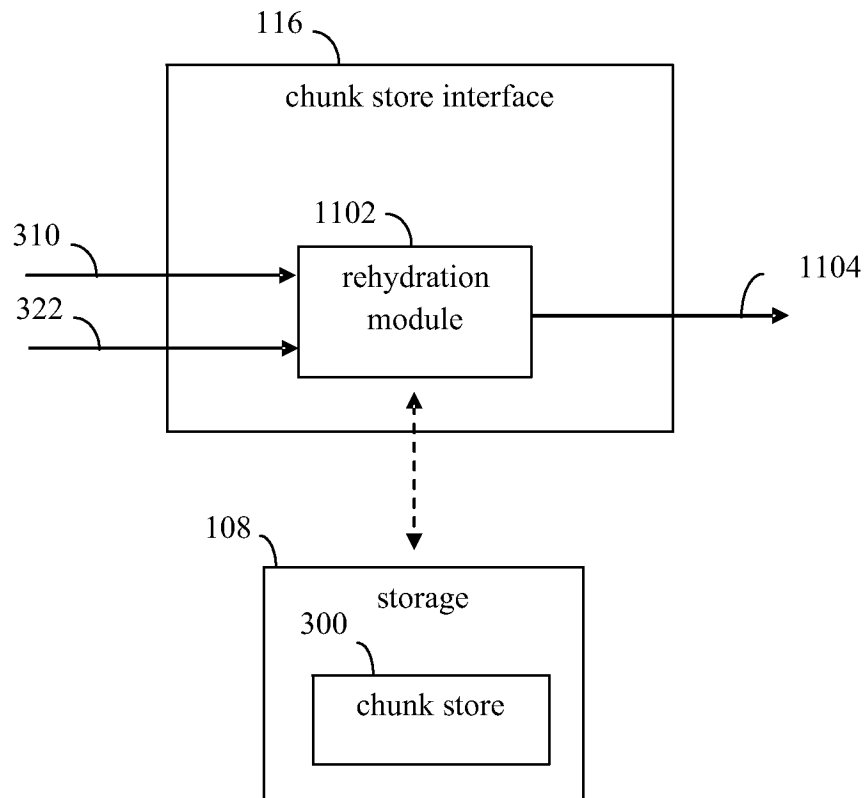 116
chunk store interface
1102
310
rehydration
module
1104
322
108
storage
300
chunk store